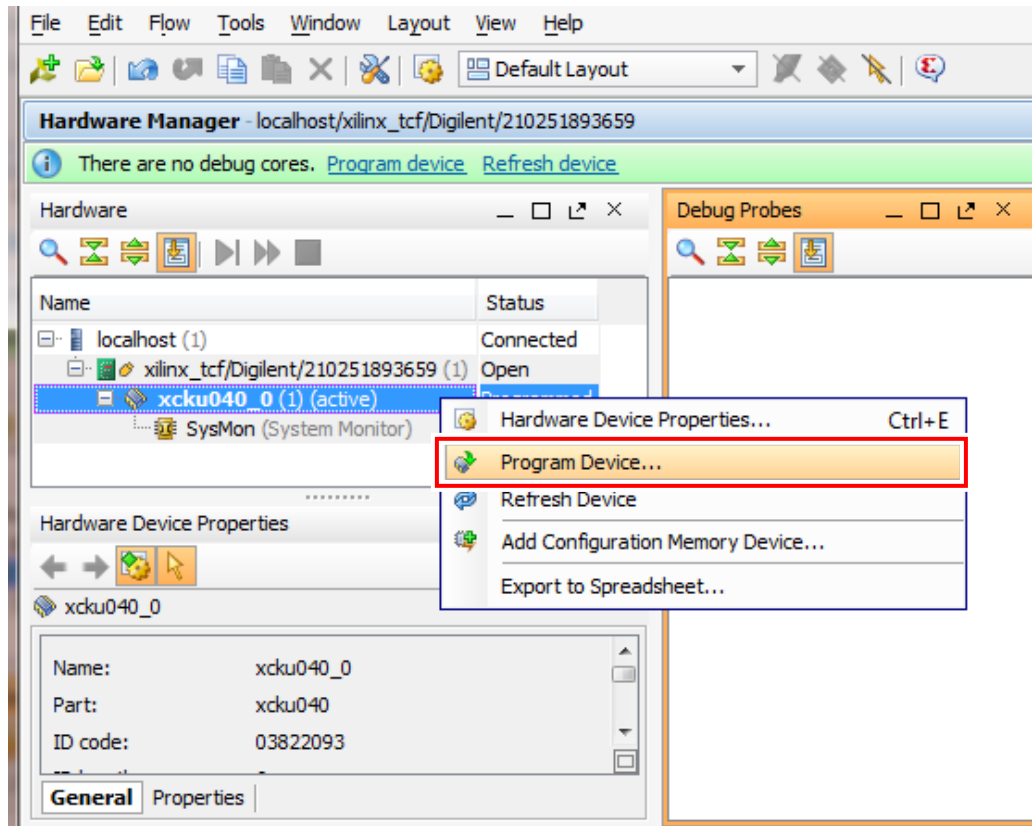 File Edit Flow Tools Window Layout View Help
Default Layout
Hardware Manager - localhost/xilinx_tcf/Digilent/210251893659
There are no debug cores. Program device Refresh device
Hardware
Debug Probes
Name Status
localhost (1) Connected
xilinx_tcf/Digilent/210251893659 (1) Open
xcku040_0 (1) (active)
SysMon (System Monitor)
Hardware Device Properties... Ctrl+E
Program Device...
Refresh Device
Add Configuration Memory Device...
Export to Spreadsheet...
Hardware Device Properties
xcku040_0
Name: xcku040_0
Part: xcku040
ID code: 03822093
General Properties